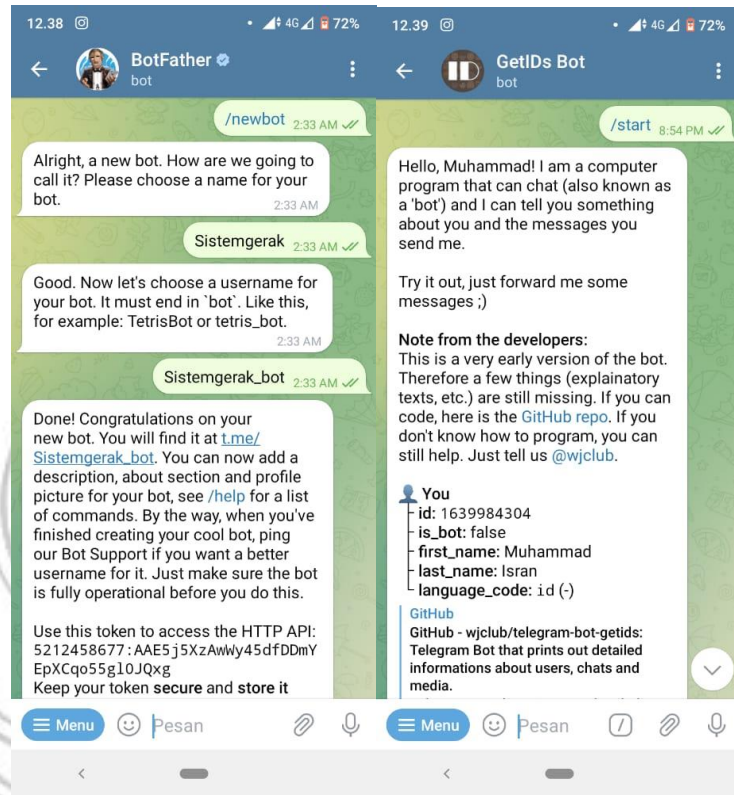 12.38
4G 72%
BotFather
bot
/newbot 2:33 AM
Alright, a new bot. How are we going to
call it? Please choose a name for your
bot. 2:33 AM
Sistemgerak 2:33 AM
Good. Now let's choose a username for
your bot. It must end in `bot`. Like this,
for example: TetrisBot or tetris_bot.
2:33 AM
Sistemgerak_bot 2:33 AM
Done! Congratulations on your
new bot. You will find it at t.me/
Sistemgerak_bot. You can now add a
description, about section and profile
picture for your bot, see /help for a list
of commands. By the way, when you've
finished creating your cool bot, ping
our Bot Support if you want a better
username for it. Just make sure the bot
is fully operational before you do this.
Use this token to access the HTTP API:
5212458677:AAE5j5XzAwWy45dfDDmY
EpXCqo55glOJQxg
Keep your token secure and store it
Menu
Pesan
12.39
4G 72%
GetIDs Bot
bot
/start 8:54 PM
Hello, Muhammad! I am a computer
program that can chat (also known as
a 'bot') and I can tell you something
about you and the messages you
send me.
Try it out, just forward me some
messages ;)
Note from the developers:
This is a very early version of the bot.
Therefore a few things (explainatory
texts, etc.) are still missing. If you can
code, here is the GitHub repo. If you
don't know how to program, you can
still help. Just tell us @wjclub.
You
id: 1639984304
is_bot: false
first_name: Muhammad
last_name: Isran
language_code: id (-)
GitHub
GitHub - wjclub/telegram-bot-getids:
Telegram Bot that prints out detailed
informations about users, chats and
media.
Menu
Pesan